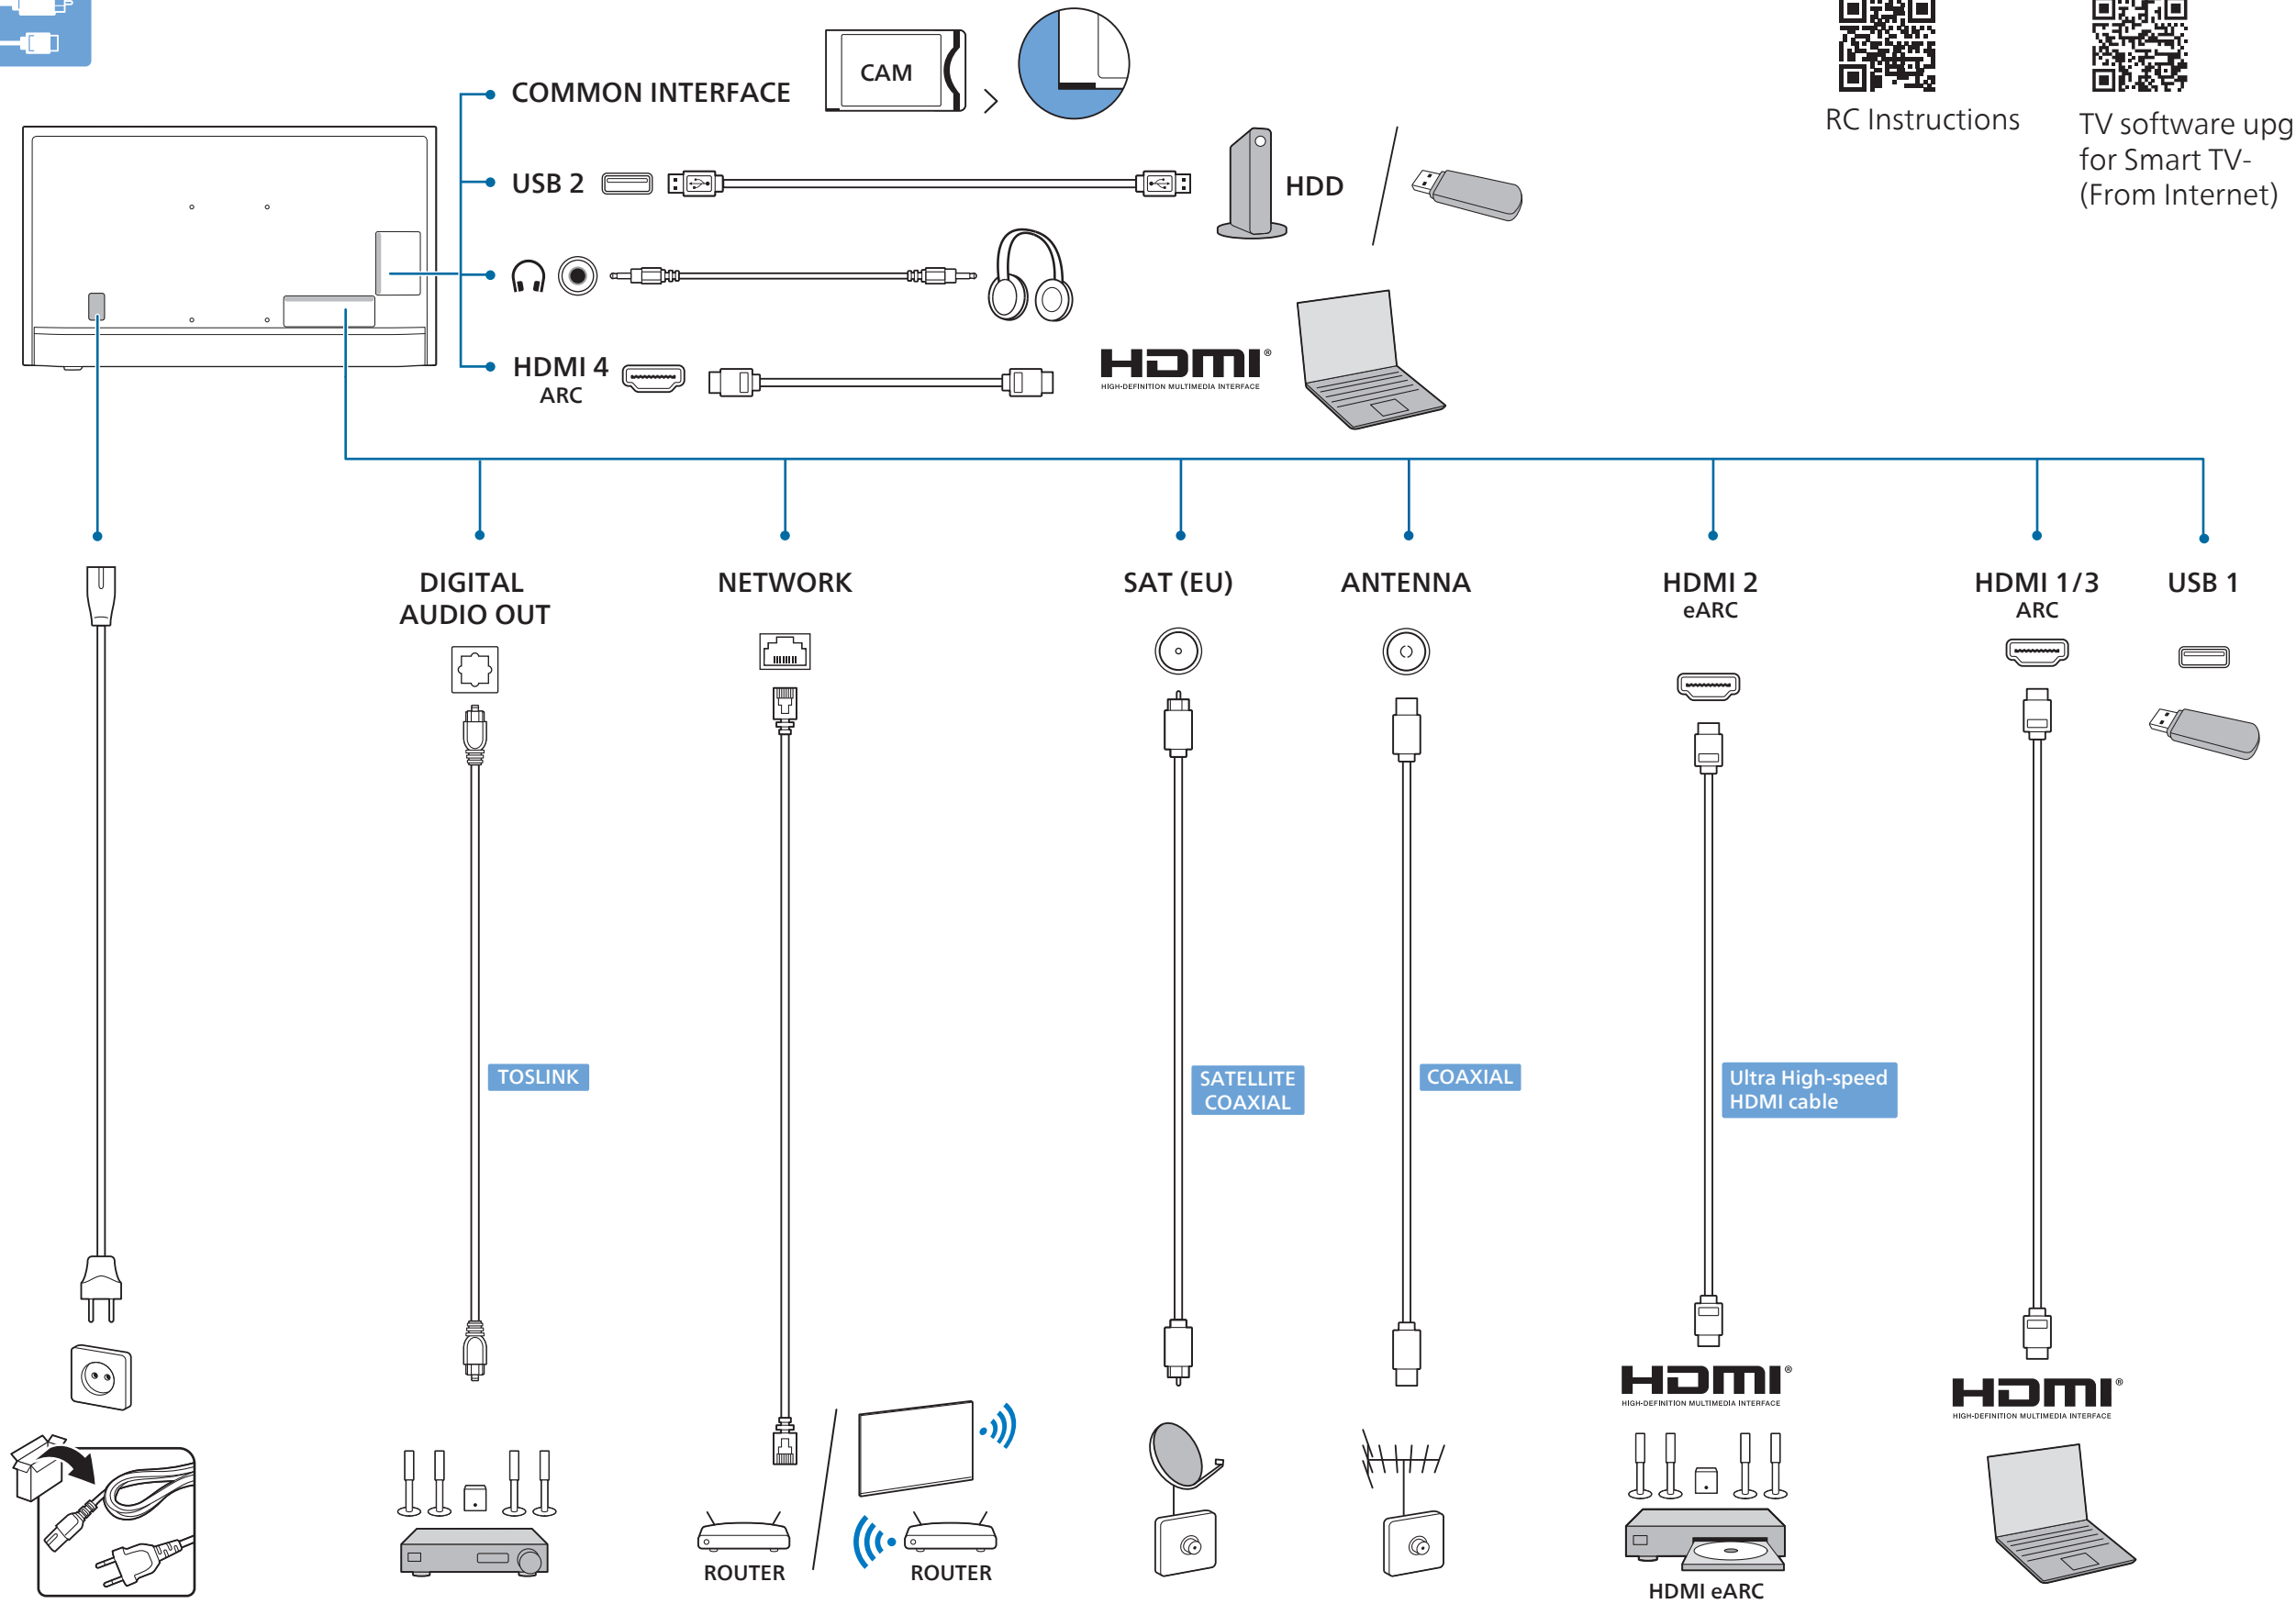 COMMON INTERFACE
CAM
RC Instructions
TV software upg
for Smart TV-
(From Internet)
USB 2
HDD
HDMI 4
ARC
HDMI®
HIGH-DEFINITION MULTIMEDIA INTERFACE
DIGITAL
AUDIO OUT
NETWORK
SAT (EU)
ANTENNA
HDMI 2
eARC
HDMI 1/3
ARC
USB 1
TOSLINK
SATELLITE
COAXIAL
COAXIAL
Ultra High-speed
HDMI cable
HDMI®
HIGH-DEFINITION MULTIMEDIA INTERFACE
HDMI®
HIGH-DEFINITION MULTIMEDIA INTERFACE
ROUTER
ROUTER
HDMI eARC